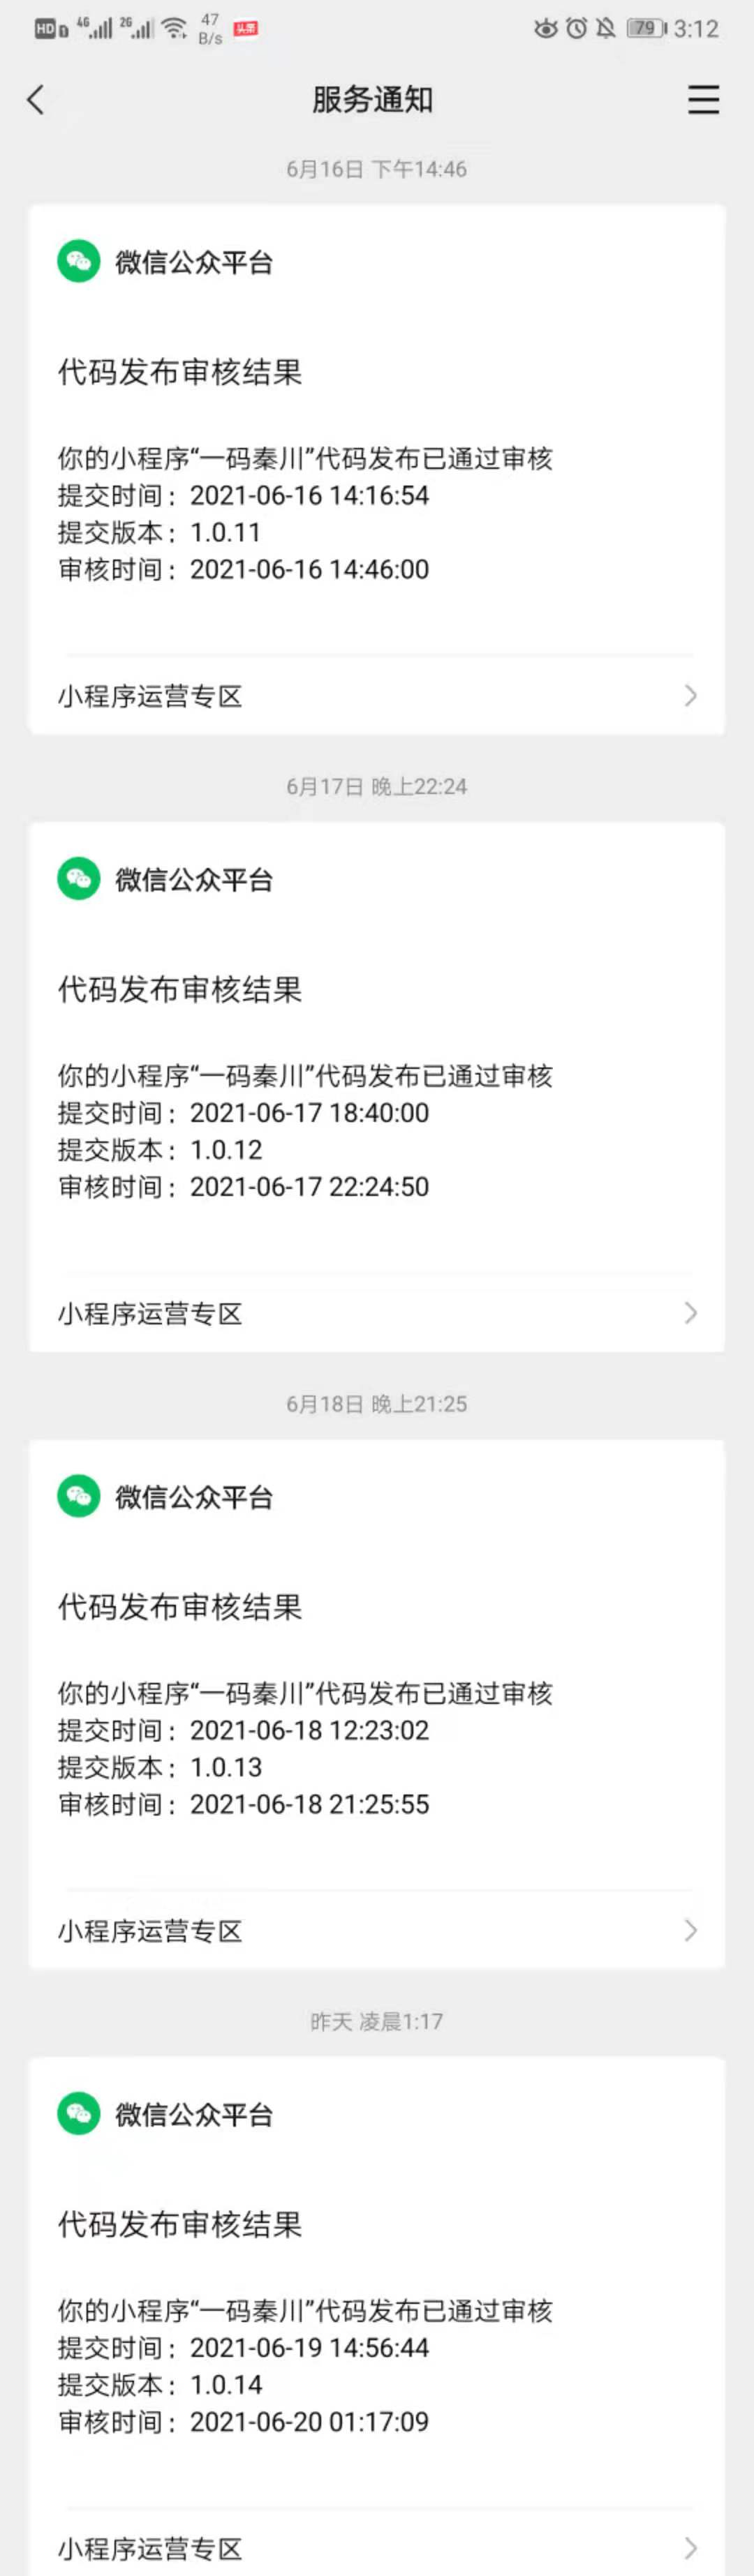 HD 4G 2G 47 B/s 头条 79 3:12
服务通知
6月16日 下午14:46
微信公众平台
代码发布审核结果
你的小程序“一码秦川”代码发布已通过审核
提交时间：2021-06-16 14:16:54
提交版本：1.0.11
审核时间：2021-06-16 14:46:00
小程序运营专区
6月17日 晚上22:24
微信公众平台
代码发布审核结果
你的小程序“一码秦川”代码发布已通过审核
提交时间：2021-06-17 18:40:00
提交版本：1.0.12
审核时间：2021-06-17 22:24:50
小程序运营专区
6月18日 晚上21:25
微信公众平台
代码发布审核结果
你的小程序“一码秦川”代码发布已通过审核
提交时间：2021-06-18 12:23:02
提交版本：1.0.13
审核时间：2021-06-18 21:25:55
小程序运营专区
昨天 凌晨1:17
微信公众平台
代码发布审核结果
你的小程序“一码秦川”代码发布已通过审核
提交时间：2021-06-19 14:56:44
提交版本：1.0.14
审核时间：2021-06-20 01:17:09
小程序运营专区